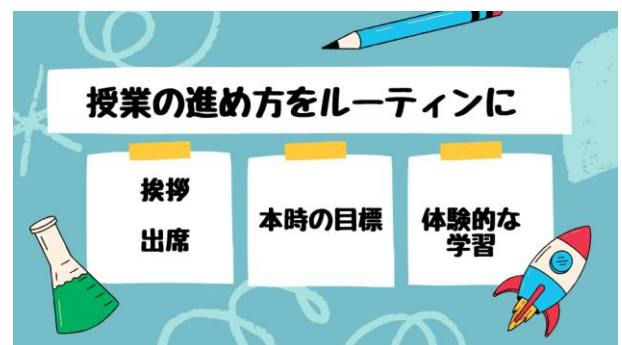 授業の進め方をルーティンに
挨拶
出席
本時の目標
体験的な
学習